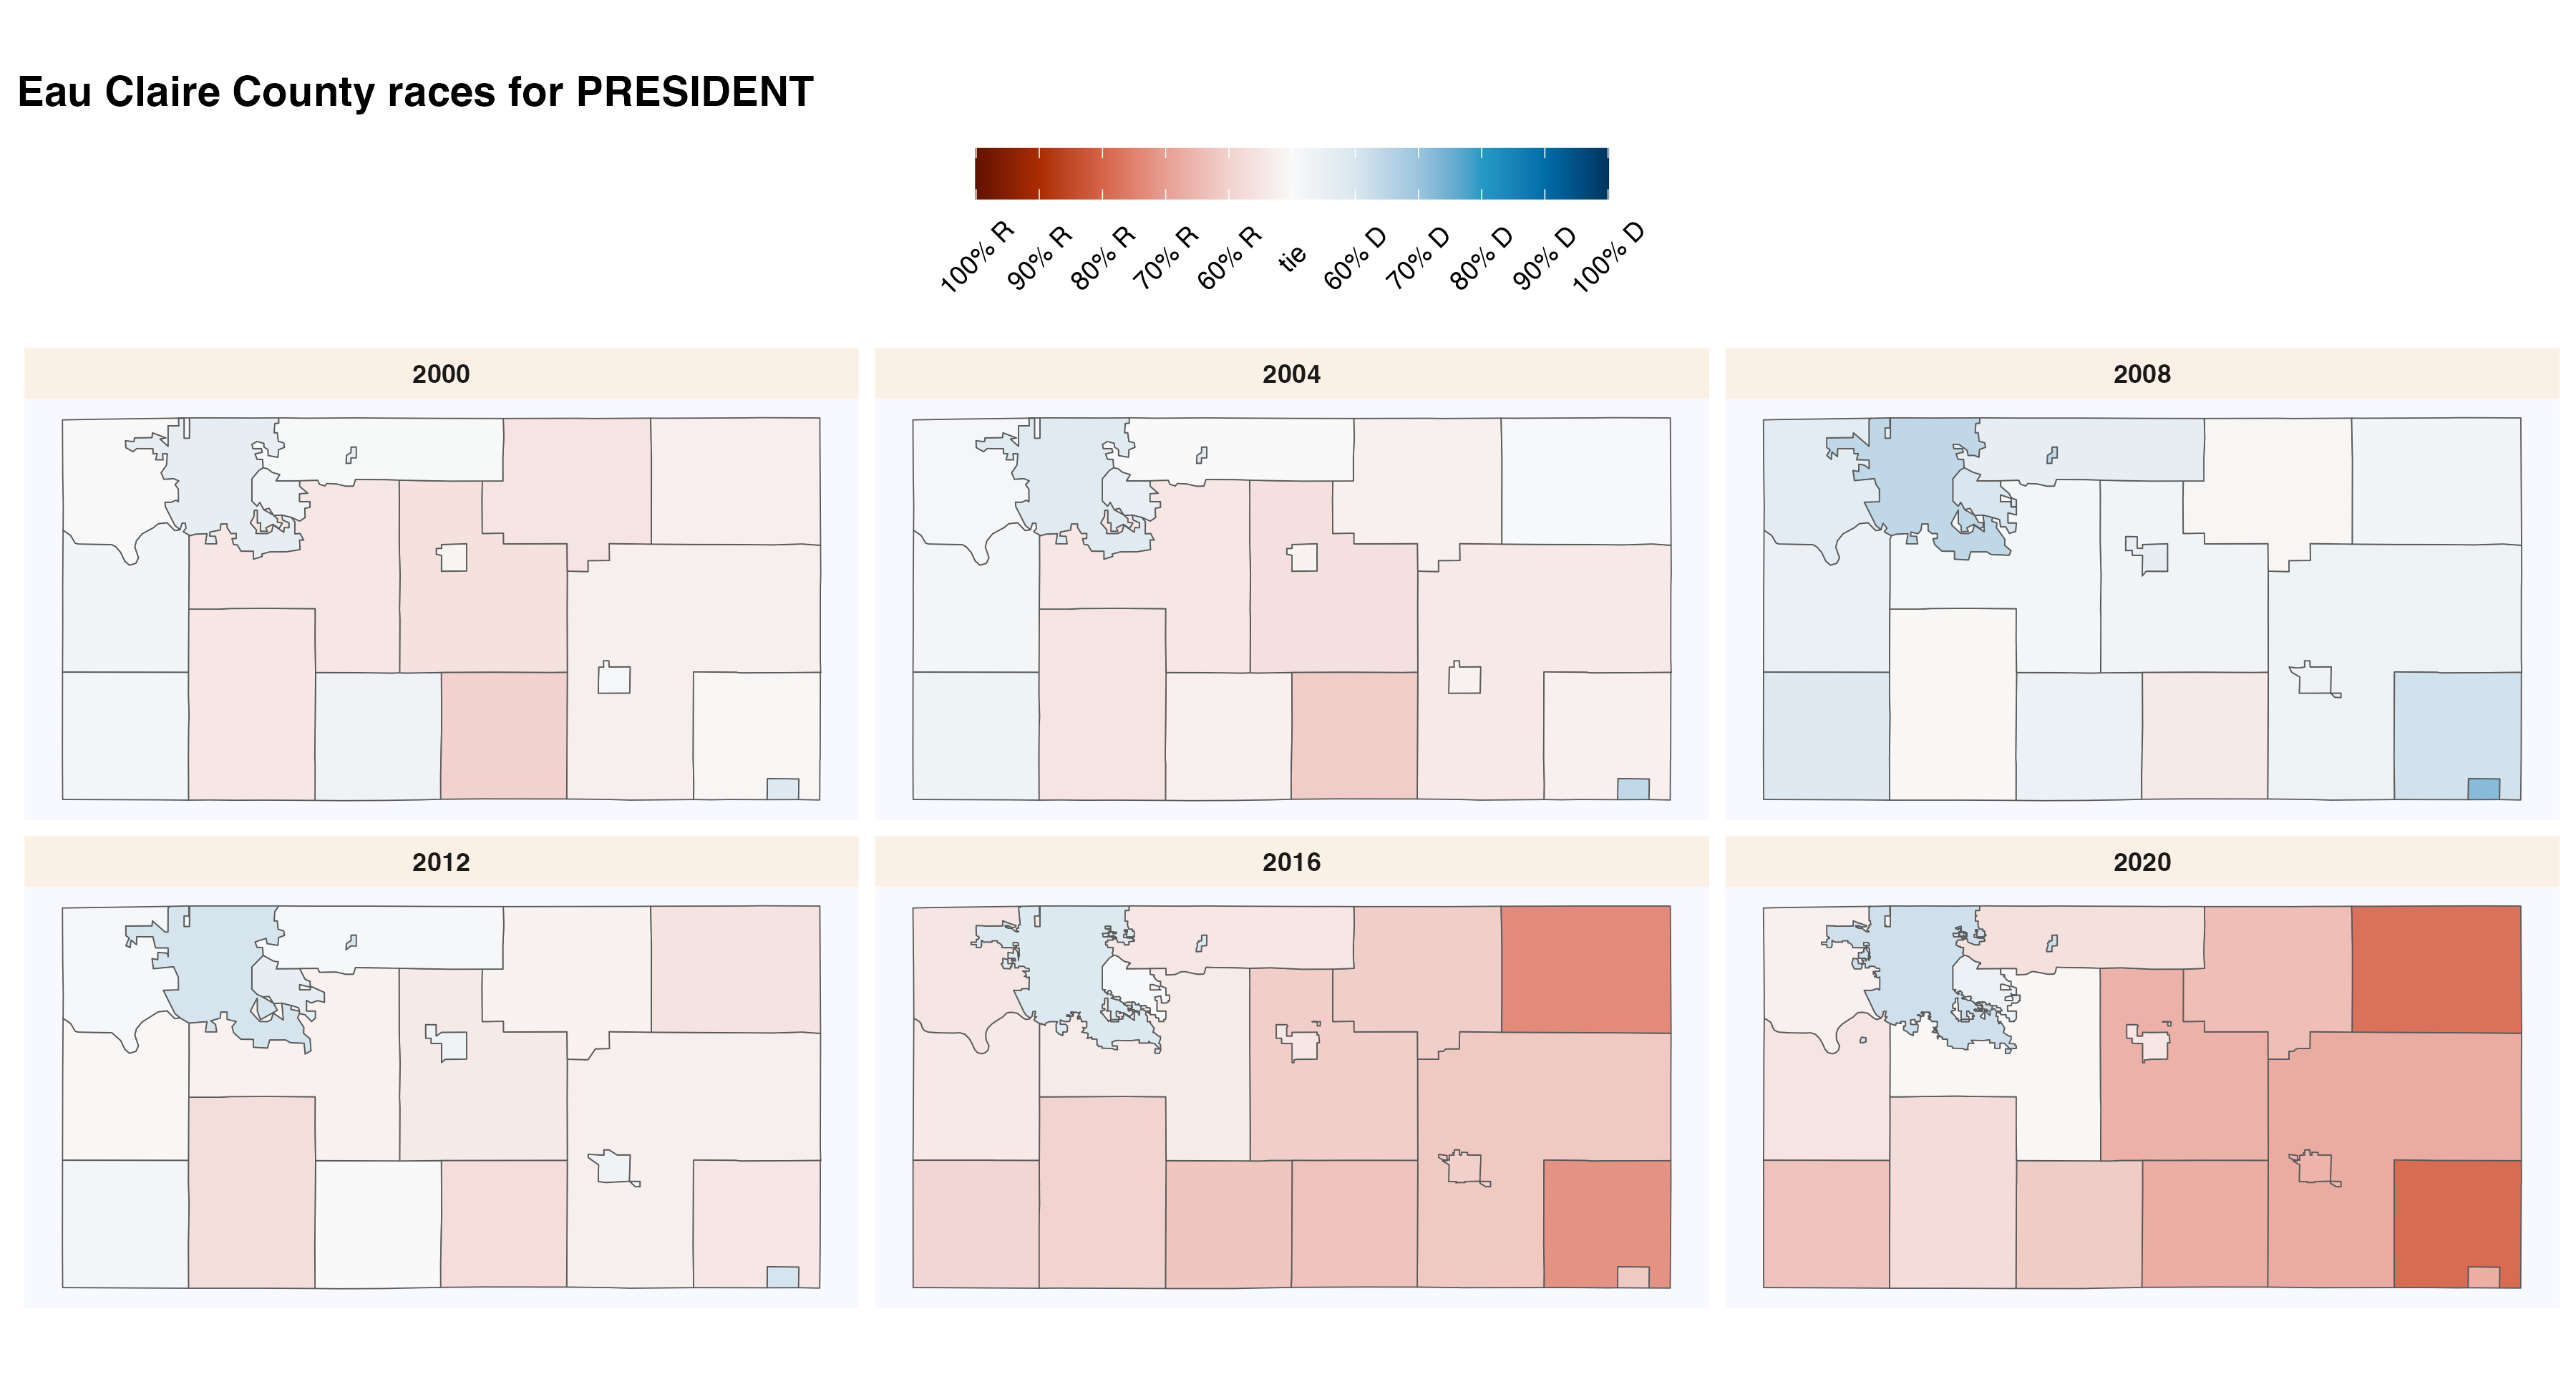 Eau Claire County races for PRESIDENT
100% R
90% R
80% R
70% R
60% R
tie
60% D
70% D
80% D
90% D
100% D
2000
2004
2008
2012
2016
2020